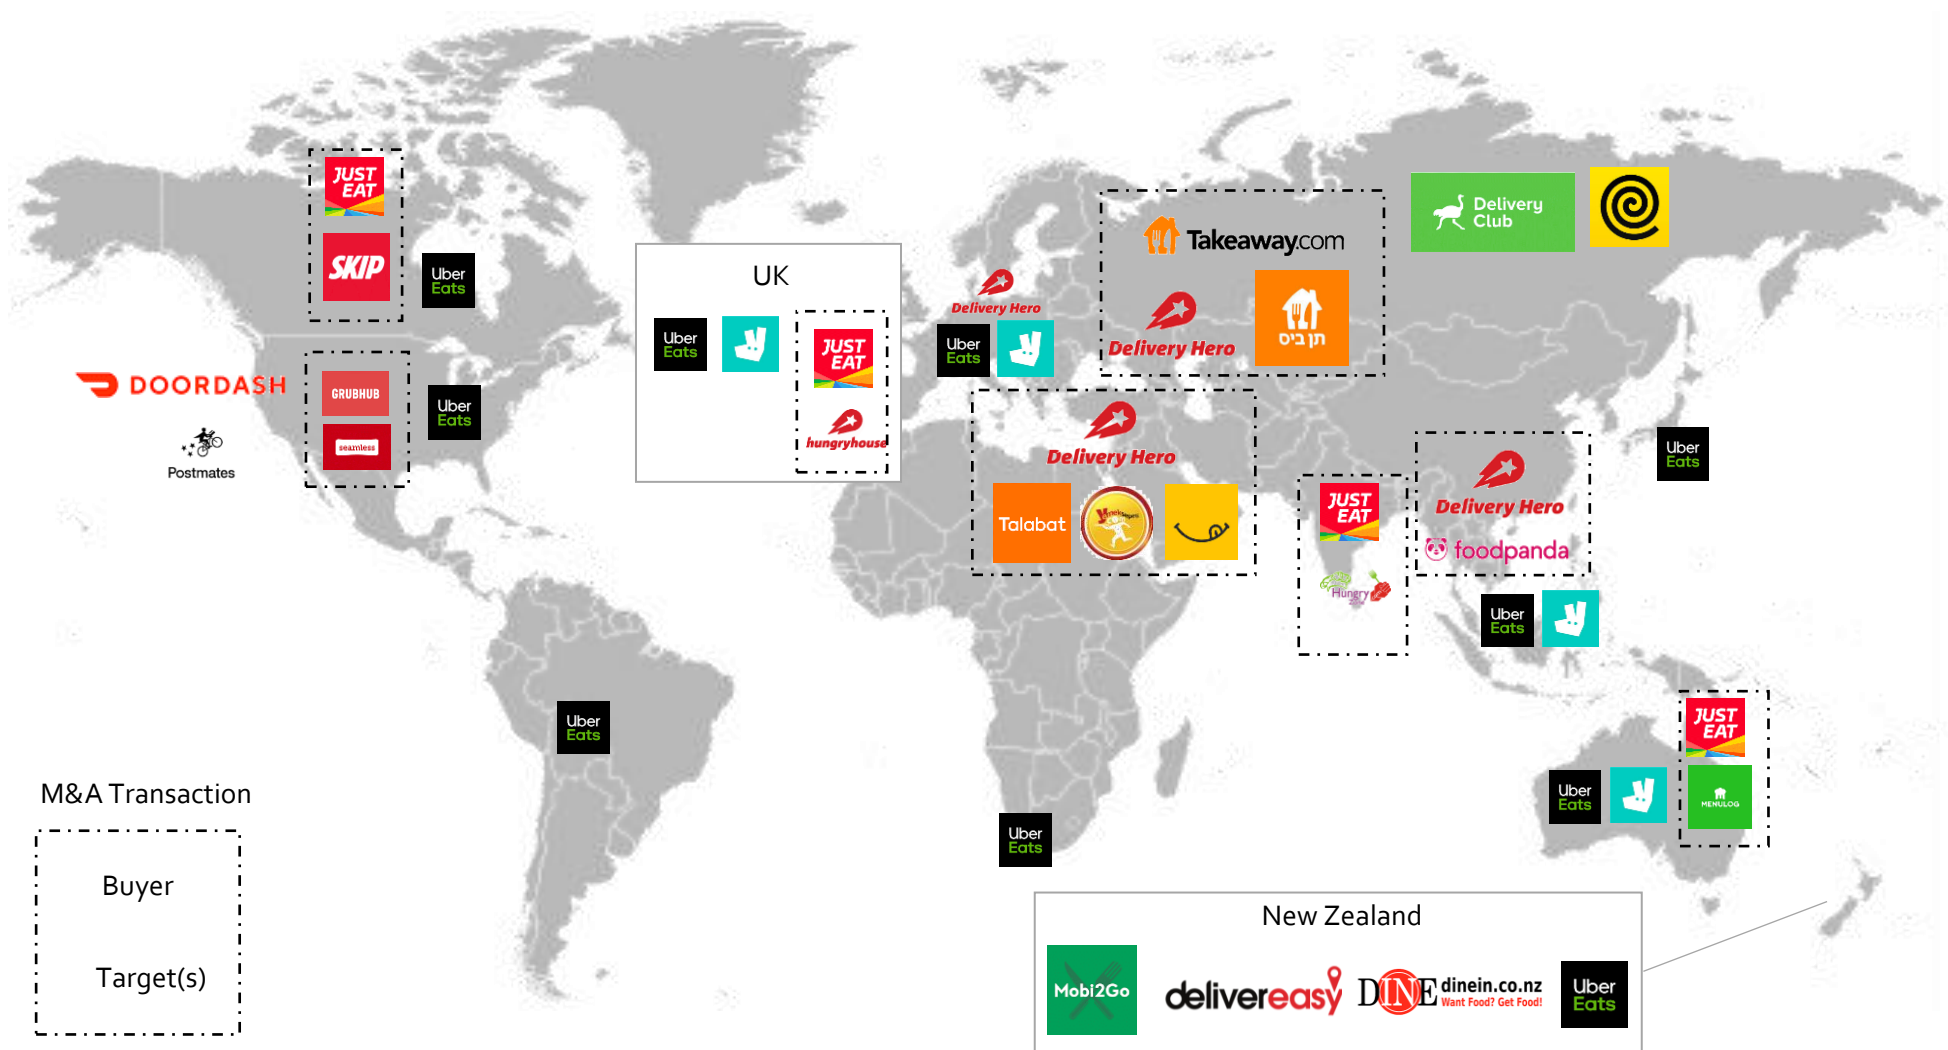 JUST
EAT
SKIP
Uber
Eats
DOORDASH
Postmates
GRUBHUB
seamless
Uber
Eats
UK
Uber
Eats
JUST
EAT
hungryhouse
Delivery Hero
Uber
Eats
Takeaway.com
Delivery Hero
תן ביס
Delivery
Club
Delivery Hero
Talabat
JUST
EAT
Hungry
Delivery Hero
foodpanda
Uber
Eats
Uber
Eats
Uber
Eats
Uber
Eats
JUST
EAT
Uber
Eats
MENULOG
M&A Transaction
Buyer
Target(s)
New Zealand
Mobi2Go
delivereasy
DINE
dinein.co.nz
Want Food? Get Food!
Uber
Eats